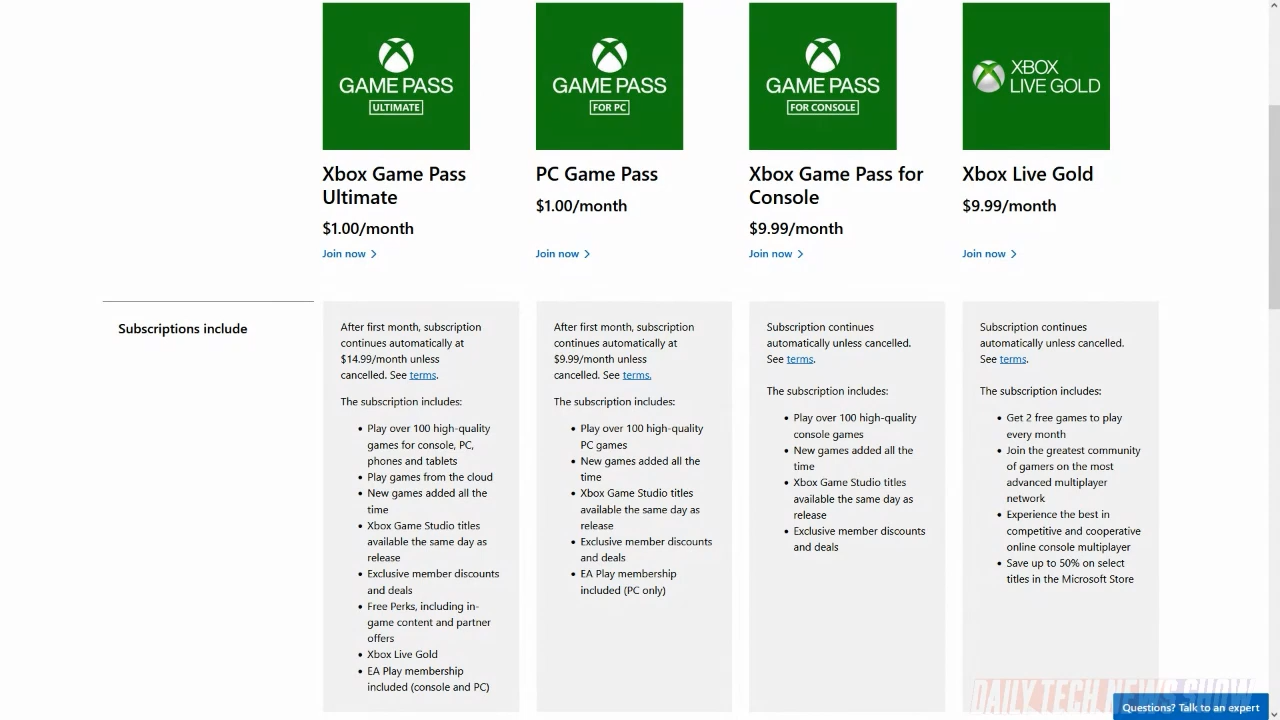 GAME PASS
ULTIMATE
GAME PASS
FOR PC
GAME PASS
FOR CONSOLE
XBOX
LIVE GOLD
Xbox Game Pass
Ultimate
$1.00/month
Join now
PC Game Pass
$1.00/month
Join now
Xbox Game Pass for
Console
$9.99/month
Join now
Xbox Live Gold
$9.99/month
Join now
Subscriptions include
After first month, subscription
continues automatically at
$14.99/month unless
cancelled. See terms.
The subscription includes:
• Play over 100 high-quality
games for console, PC,
phones and tablets
• Play games from the cloud
• New games added all the
time
• Xbox Game Studio titles
available the same day as
release
• Exclusive member discounts
and deals
• Free Perks, including in-
game content and partner
offers
• Xbox Live Gold
• EA Play membership
included (console and PC)
After first month, subscription
continues automatically at
$9.99/month unless
cancelled. See terms.
The subscription includes:
• Play over 100 high-quality
PC games
• New games added all the
time
• Xbox Game Studio titles
available the same day as
release
• Exclusive member discounts
and deals
• EA Play membership
included (PC only)
Subscription continues
automatically unless cancelled.
See terms.
The subscription includes:
• Play over 100 high-quality
console games
• New games added all the
time
• Xbox Game Studio titles
available the same day as
release
• Exclusive member discounts
and deals
Subscription continues
automatically unless cancelled.
See terms.
The subscription includes:
• Get 2 free games to play
every month
• Join the greatest community
of gamers on the most
advanced multiplayer
network
• Experience the best in
competitive and cooperative
online console multiplayer
• Save up to 50% on select
titles in the Microsoft Store
DAILY TECH NEWS SHOW
Questions? Talk to an expert